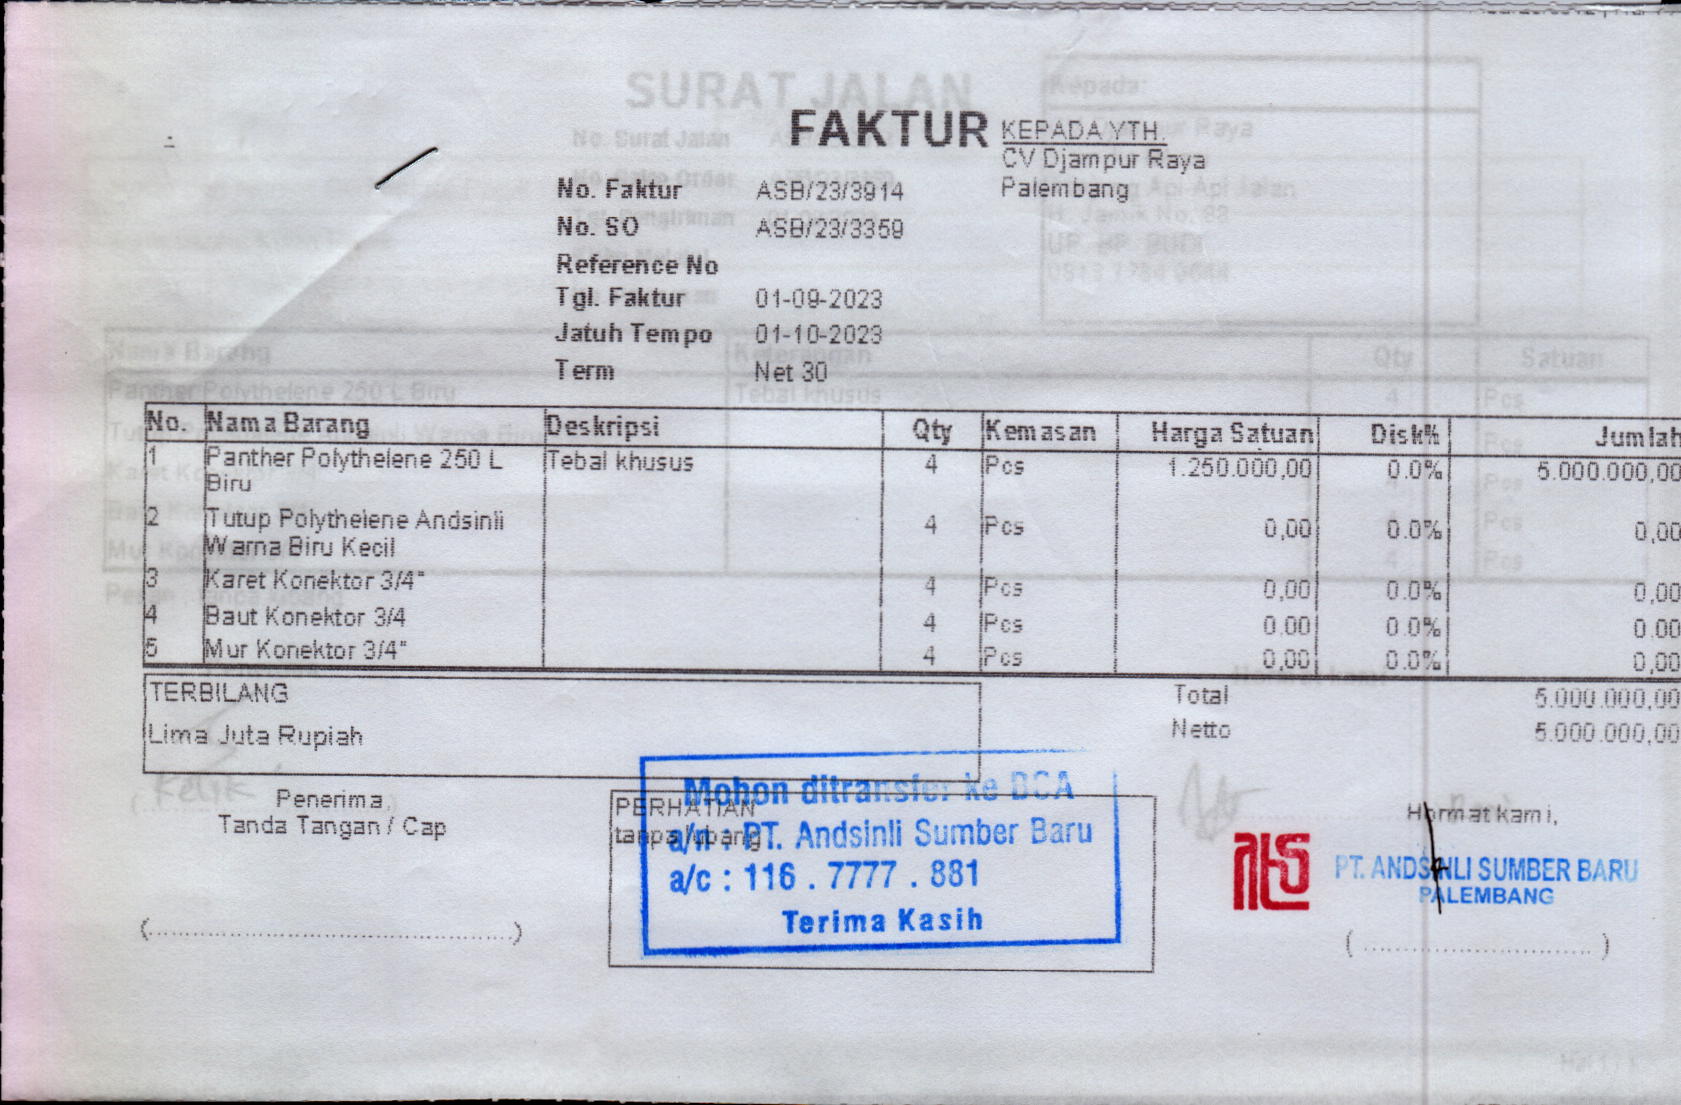 SURAT JALAN
Kepada:
FAKTUR
KEPADA YTH.
CV Djampur Raya
Palembang
No. Faktur ASB/23/3914
No. SO ASB/23/3359
Reference No
Tgl. Faktur 01-09-2023
Jatuh Tempo 01-10-2023
Term Net 30
No. Nama Barang Deskripsi Qty Kemasan Harga Satuan Disk% Jumlah
1 Panther Polythelene 250 L Tebal khusus 4 Pcs 1.250.000,00 0.0% 5.000.000,00
Biru
2 Tutup Polythelene Andsinli 4 Pcs 0,00 0.0% 0,00
Warna Biru Kecil
3 Karet Konektor 3/4" 4 Pcs 0,00 0.0% 0,00
4 Baut Konektor 3/4 4 Pcs 0.00 0.0% 0.00
5 Mur Konektor 3/4" 4 Pcs 0,00 0.0% 0,00
TERBILANG
Lima Juta Rupiah
Total 5.000.000,00
Netto 5.000.000,00
Penerima,
Tanda Tangan / Cap
PERHATIAN
tanpa lubang
Mohon ditransfer ke BCA
a/n : PT. Andsinli Sumber Baru
a/c : 116 . 7777 . 881
Terima Kasih
Hormat kami,
PT. ANDSINLI SUMBER BARU
PALEMBANG